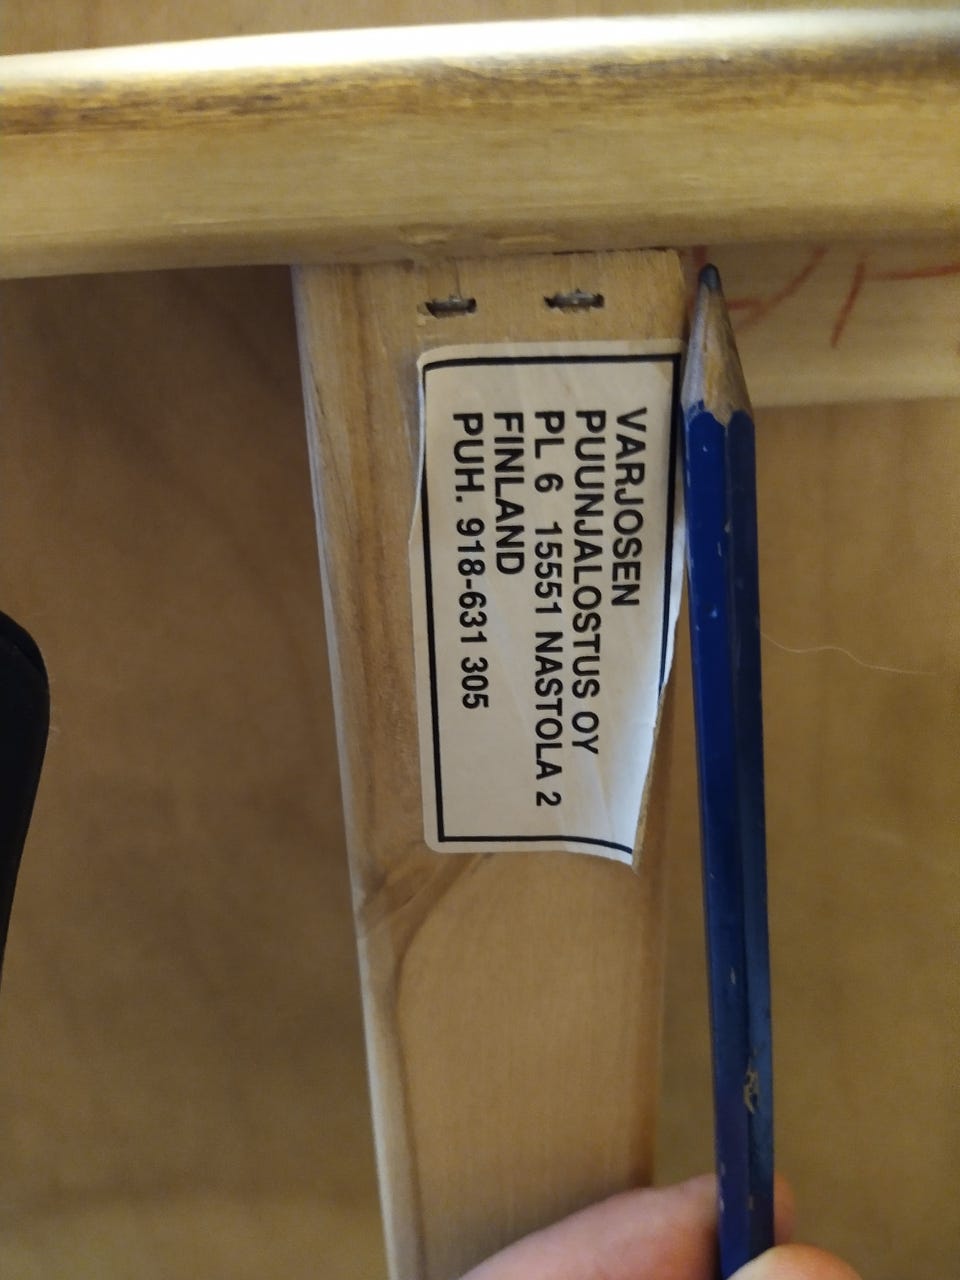 VARJOSEN
PUUNJALOSTUS OY
PL 6 15551 NASTOLA 2
FINLAND
PUH. 918-631 305